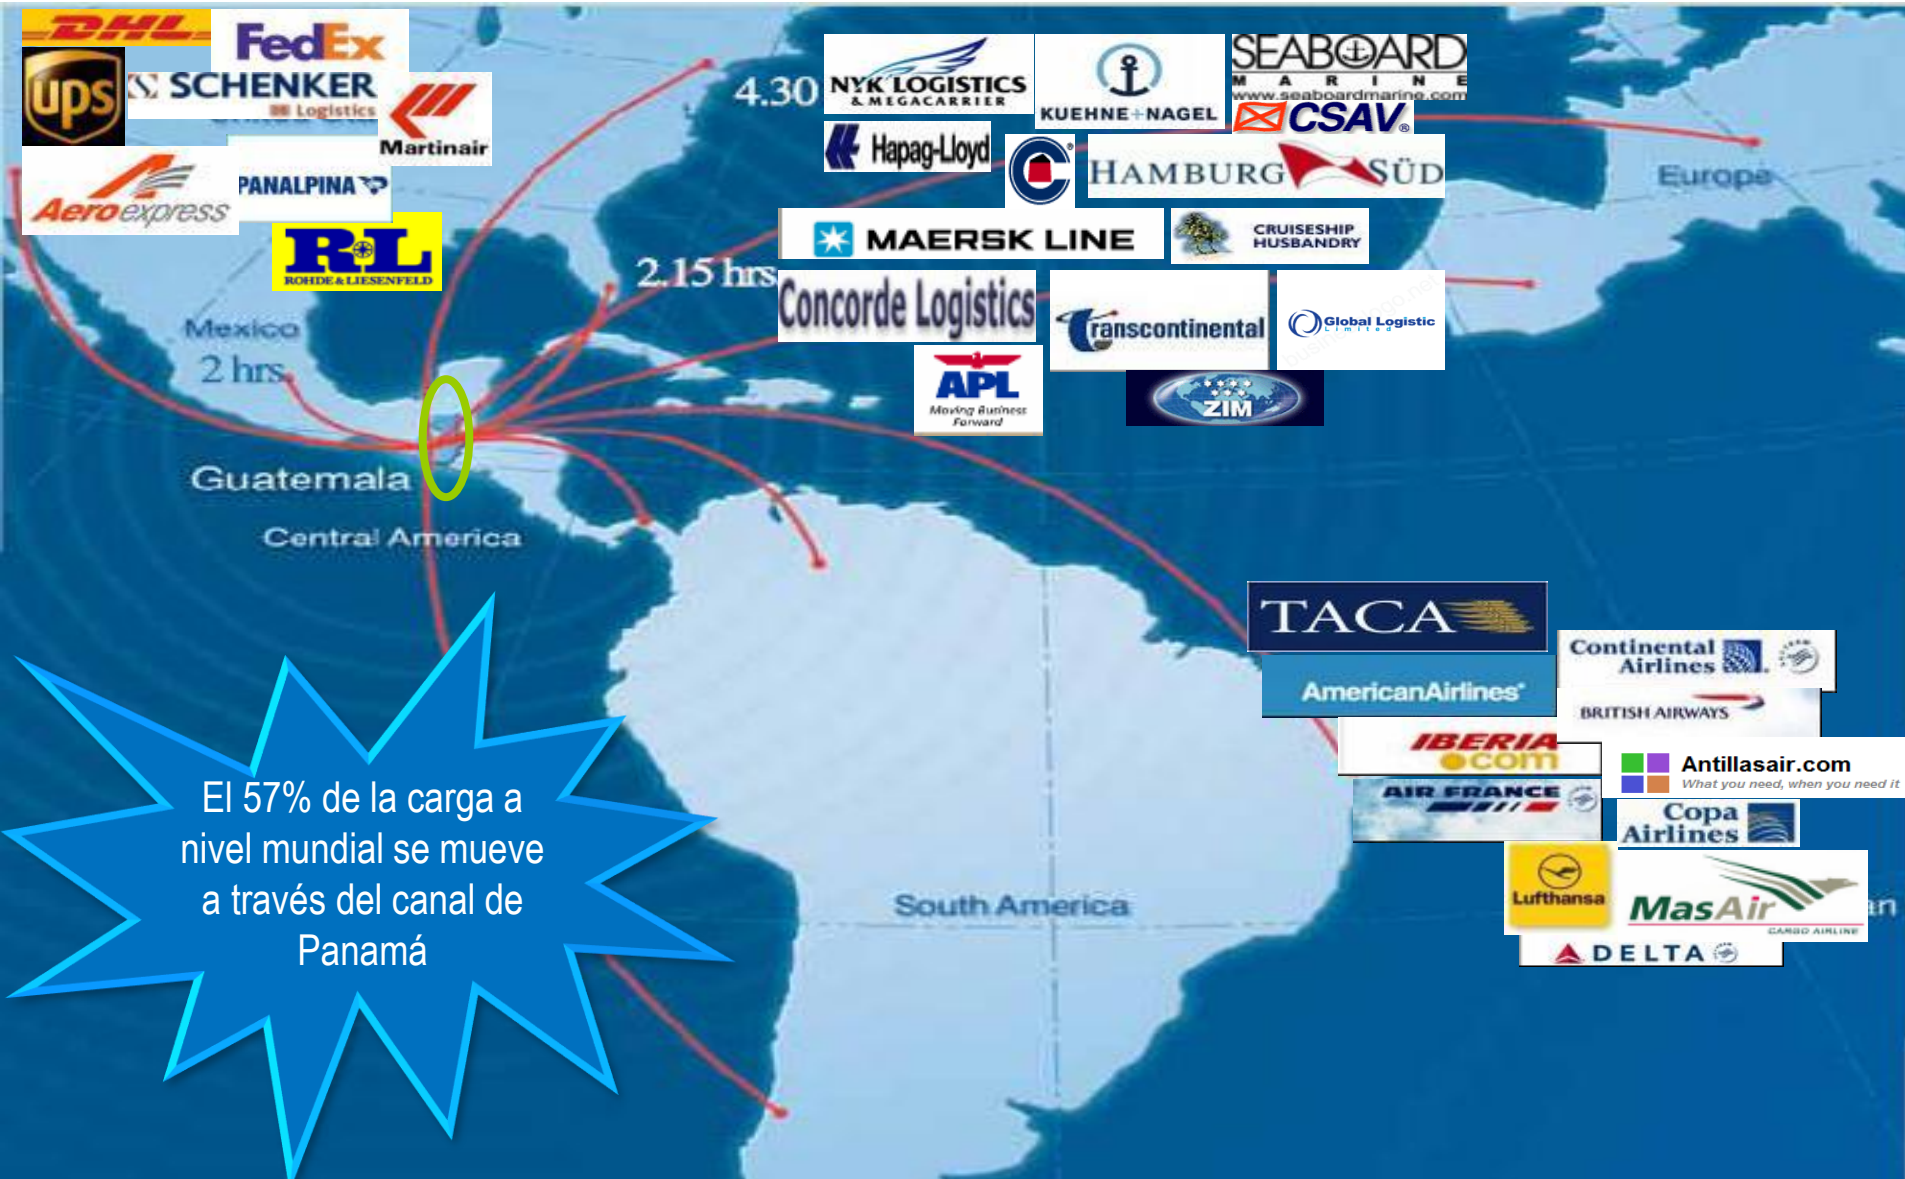 DHL
FedEx
ups
SCHENKER
Logistics
Martinair
Aeroexpress
PANALPINA
R&L
ROHDE & LIESENFELD
4.30
NYK LOGISTICS
& MEGACARRIER
KUEHNE+NAGEL
SEABOARD
MARINE
www.seaboardmarine.com
CSAV®
Hapag-Lloyd
C®
HAMBURG SÜD
Europe
MAERSK LINE
CRUISESHIP
HUSBANDRY
2.15 hrs
Concorde Logistics
Transcontinental
Global Logistic
Limited
Mexico
2 hrs.
APL
Moving Business
Forward
ZIM
Guatemala
Central America
TACA
Continental
Airlines
AmericanAirlines®
BRITISH AIRWAYS
IBERIA
.com
Antillasair.com
What you need, when you need it
AIR FRANCE
Copa
Airlines
Lufthansa
MasAir
CARGO AIRLINE
DELTA
South America
El 57% de la carga a
nivel mundial se mueve
a través del canal de
Panamá